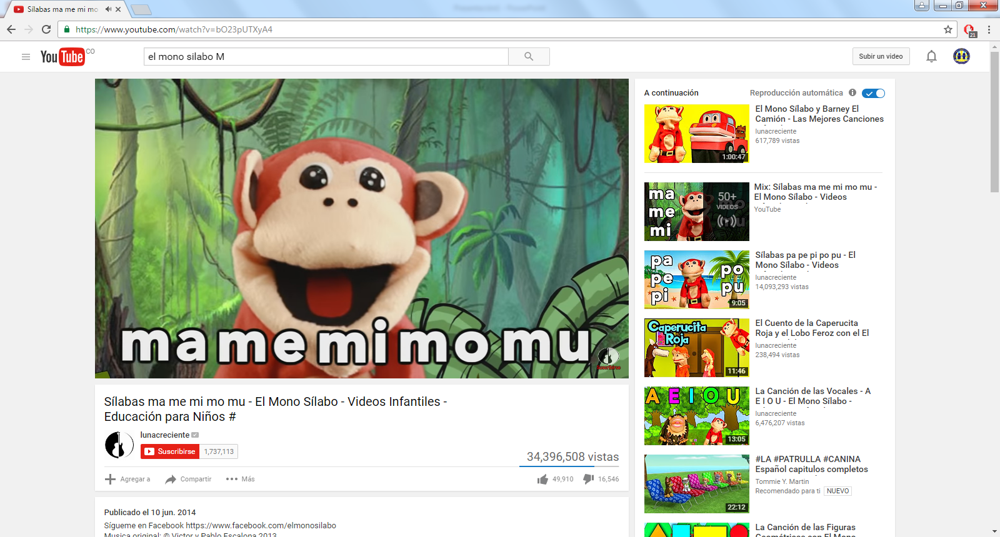 Sílabas ma me mi mo
https://www.youtube.com/watch?v=bO23pUTXyA4
21
YouTube CO
el mono silabo M
Subir un video
ma me mi mo mu
Suscribirse
Sílabas ma me mi mo mu - El Mono Sílabo - Videos Infantiles -
Educación para Niños #
lunacreciente
Suscribirse 1,737,113
34,396,508 vistas
Agregar a Compartir Más 49,910 16,546
Publicado el 10 jun. 2014
Sígueme en Facebook https://www.facebook.com/elmonosilabo
Musica original: © Victor y Pablo Escalona 2013
A continuación
Reproducción automática
1:00:47
El Mono Sílabo y Barney El
Camión - Las Mejores Canciones
lunacreciente
617,789 vistas
ma
me
mi
mo
mu
50+
VIDEOS
Mix: Sílabas ma me mi mo mu -
El Mono Sílabo - Videos
YouTube
pa
pe
pi
po
pu
9:05
Sílabas pa pe pi po pu - El
Mono Sílabo - Videos
lunacreciente
14,093,293 vistas
Caperucita
Roja
11:46
El Cuento de la Caperucita
Roja y el Lobo Feroz con el El
lunacreciente
238,494 vistas
A E I O U
13:05
La Canción de las Vocales - A
E I O U - El Mono Sílabo -
lunacreciente
6,476,207 vistas
22:12
#LA #PATRULLA #CANINA
Español capitulos completos
Tommie Y. Martin
Recomendado para ti NUEVO
La Canción de las Figuras
Geométricas con El Mono